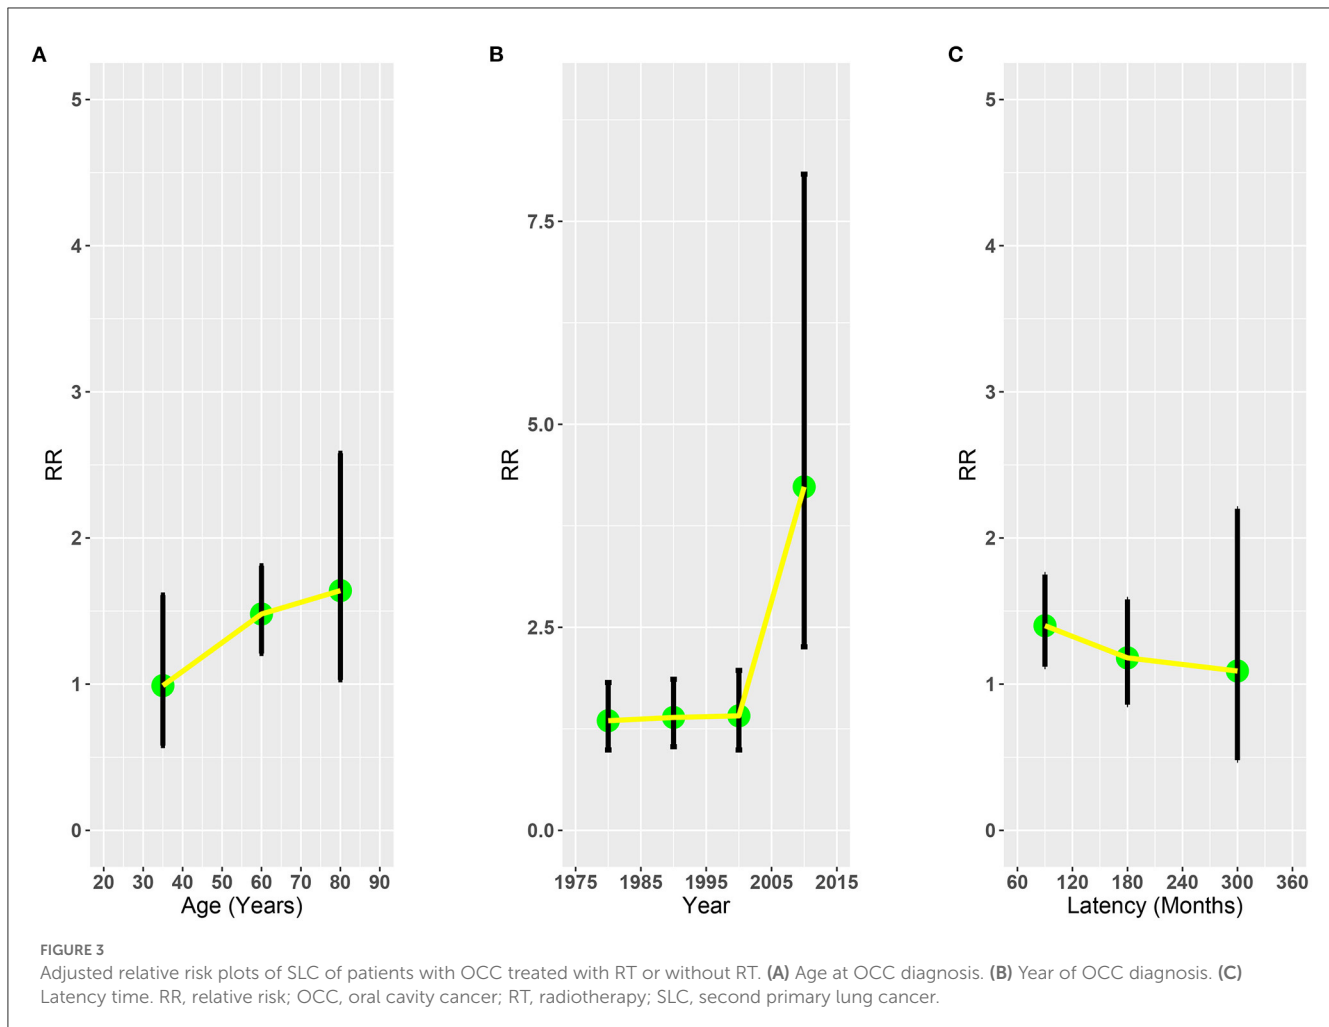 A
B
C
5
4
3
2
1
0
RR
20 30 40 50 60 70 80 90
Age (Years)
7.5
5.0
2.5
0.0
RR
1975 1985 1995 2005 2015
Year
5
4
3
2
1
0
RR
60 120 180 240 300 360
Latency (Months)
FIGURE 3
Adjusted relative risk plots of SLC of patients with OCC treated with RT or without RT. (A) Age at OCC diagnosis. (B) Year of OCC diagnosis. (C)
Latency time. RR, relative risk; OCC, oral cavity cancer; RT, radiotherapy; SLC, second primary lung cancer.